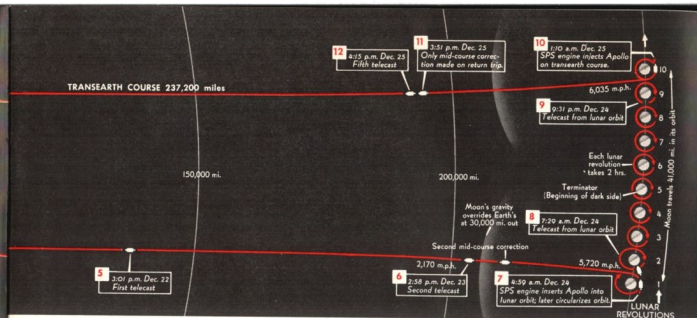 12
4:15 p.m. Dec. 25
Fifth telecast
11
3:51 p.m. Dec. 25
Only mid-course correc-
tion made on return trip.
10
1:10 a.m. Dec. 25
SPS engine injects Apollo
on transearth course.
TRANSEARTH COURSE 237,200 miles
6,035 m.p.h.
9
9:31 p.m. Dec. 24
Telecast from lunar orbit
150,000 mi.
200,000 mi.
Each lunar
revolution
takes 2 hrs.
Terminator
(Beginning of dark side)
Moon's gravity
overrides Earth's
at 30,000 mi. out
8
7:29 a.m. Dec. 24
Telecast from lunar orbit
Second mid-course correction
5
3:01 p.m. Dec. 22
First telecast
2,170 m.p.h.
6
2:58 p.m. Dec. 23
Second telecast
5,720 m.p.h.
7
4:59 a.m. Dec. 24
SPS engine inserts Apollo into
lunar orbit; later circularizes orbit.
10
9
8
7
6
5
4
3
2
1
Moon travels 41,000 mi. in its orbit
LUNAR
REVOLUTIONS